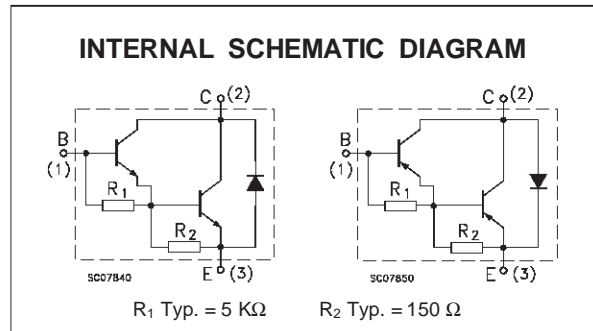 INTERNAL SCHEMATIC DIAGRAM
C (2)
B
(1)
R1
R2
SC07840
E (3)
C (2)
B
(1)
R1
R2
SC07850
E (3)
R1 Typ. = 5 KΩ R2 Typ. = 150 Ω